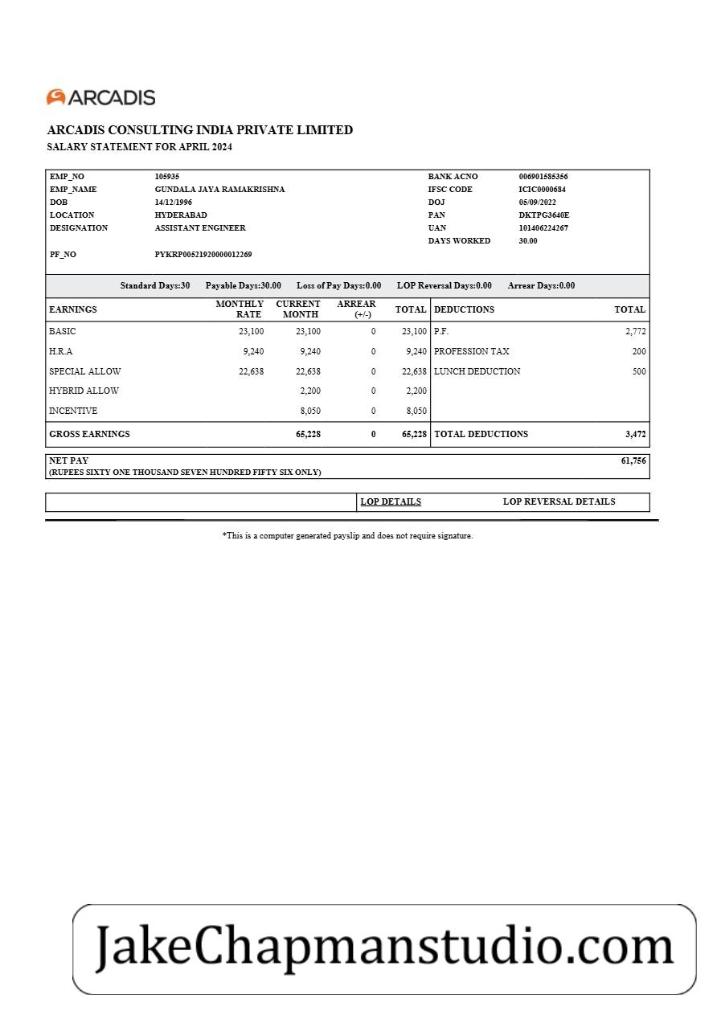 ARCADIS
ARCADIS CONSULTING INDIA PRIVATE LIMITED
SALARY STATEMENT FOR APRIL 2024
EMP_NO 105935 BANK ACNO 006901585356
EMP_NAME GUNDALA JAYA RAMAKRISHNA IFSC CODE ICIC0000684
DOB 14/12/1996 DOJ 05/09/2022
LOCATION HYDERABAD PAN DKTPG3640E
DESIGNATION ASSISTANT ENGINEER UAN 101406224267
DAYS WORKED 30.00
PF_NO PYKRP00521920000012269
Standard Days:30 Payable Days:30.00 Loss of Pay Days:0.00 LOP Reversal Days:0.00 Arrear Days:0.00
EARNINGS MONTHLY RATE CURRENT MONTH ARREAR (+/-) TOTAL DEDUCTIONS TOTAL
BASIC 23,100 23,100 0 23,100 P.F. 2,772
H.R.A 9,240 9,240 0 9,240 PROFESSION TAX 200
SPECIAL ALLOW 22,638 22,638 0 22,638 LUNCH DEDUCTION 500
HYBRID ALLOW 2,200 0 2,200
INCENTIVE 8,050 0 8,050
GROSS EARNINGS 65,228 0 65,228 TOTAL DEDUCTIONS 3,472
NET PAY 61,756
(RUPEES SIXTY ONE THOUSAND SEVEN HUNDRED FIFTY SIX ONLY)
LOP DETAILS LOP REVERSAL DETAILS
*This is a computer generated payslip and does not require signature.
JakeChapmanstudio.com